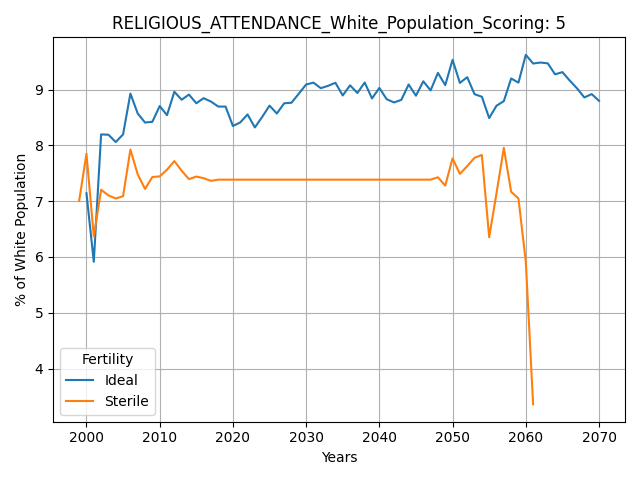 RELIGIOUS_ATTENDANCE_White_Population_Scoring: 5
% of White Population
9
8
7
6
5
4
Fertility
Ideal
Sterile
2000 2010 2020 2030 2040 2050 2060 2070
Years